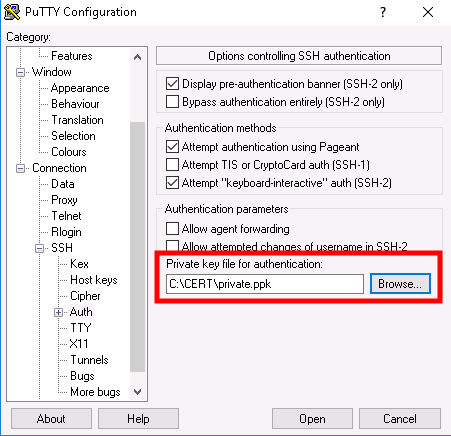 PuTTY Configuration
?
Category:
Features
Window
Appearance
Behaviour
Translation
Selection
Colours
Connection
Data
Proxy
Telnet
Rlogin
SSH
Kex
Host keys
Cipher
Auth
TTY
X11
Tunnels
Bugs
More bugs
Options controlling SSH authentication
Display pre-authentication banner (SSH-2 only)
Bypass authentication entirely (SSH-2 only)
Authentication methods
Attempt authentication using Pageant
Attempt TIS or CryptoCard auth (SSH-1)
Attempt "keyboard-interactive" auth (SSH-2)
Authentication parameters
Allow agent forwarding
Allow attempted changes of username in SSH-2
Private key file for authentication:
C:\CERT\private.ppk
Browse...
About
Help
Open
Cancel